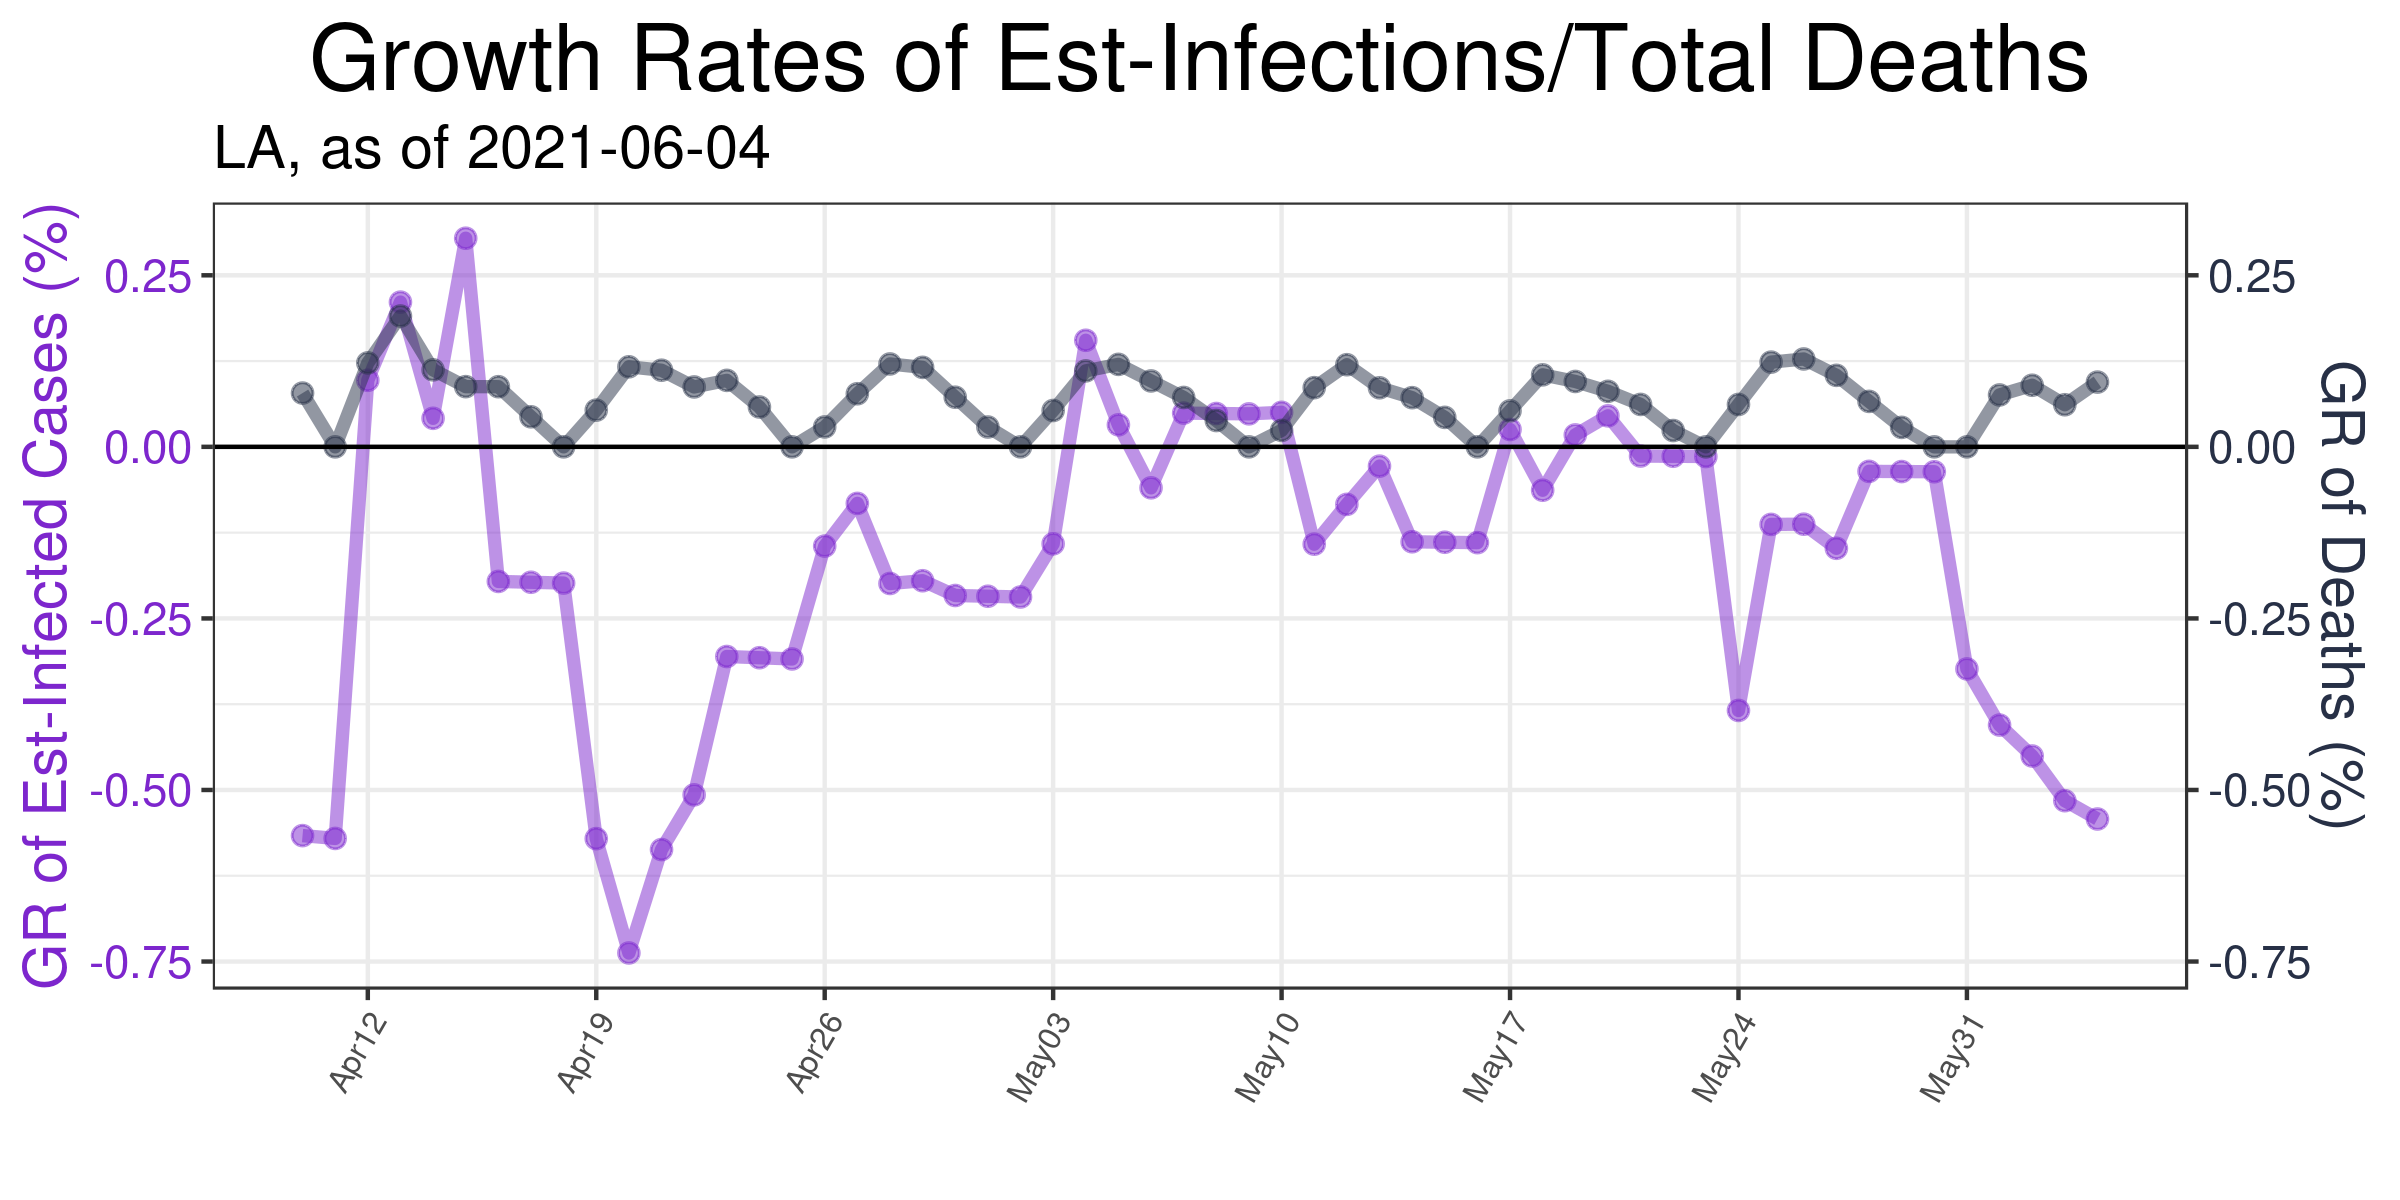 Growth Rates of Est-Infections/Total Deaths
LA, as of 2021-06-04
GR of Est-Infected Cases (%)
0.25
0.00
-0.25
-0.50
-0.75
0.25
0.00
-0.25
-0.50
-0.75
GR of Deaths (%)
Apr12
Apr19
Apr26
May03
May10
May17
May24
May31